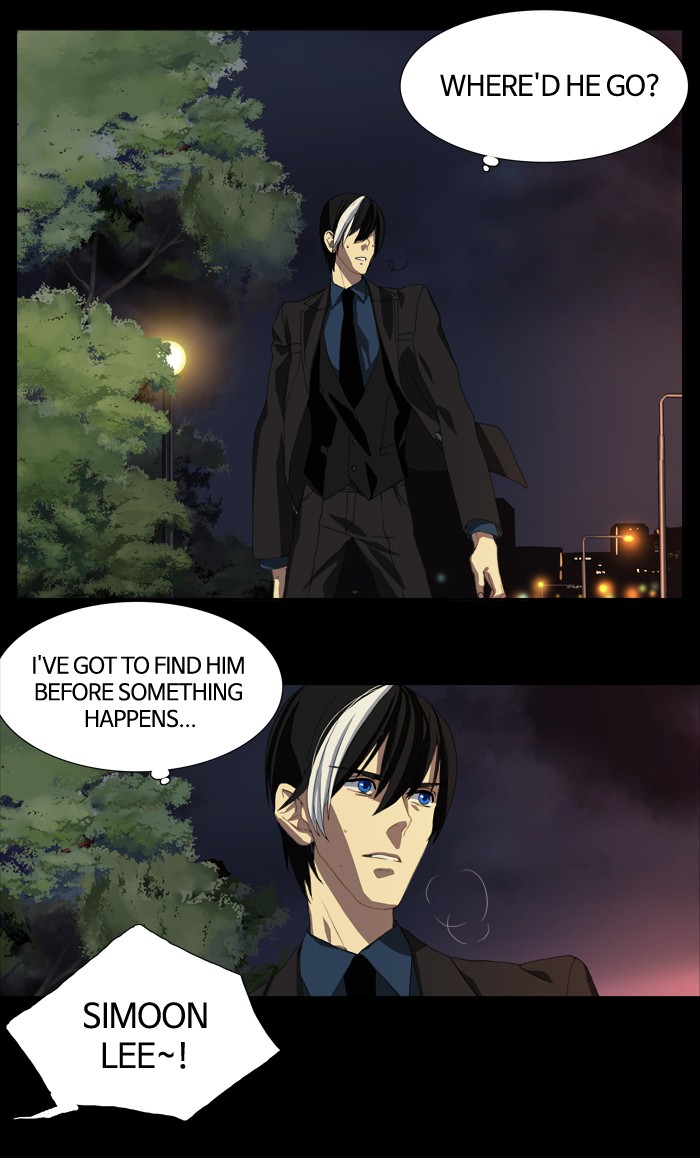 WHERE'D HE GO?
I'VE GOT TO FIND HIM
BEFORE SOMETHING
HAPPENS...
SIMOON
LEE~!